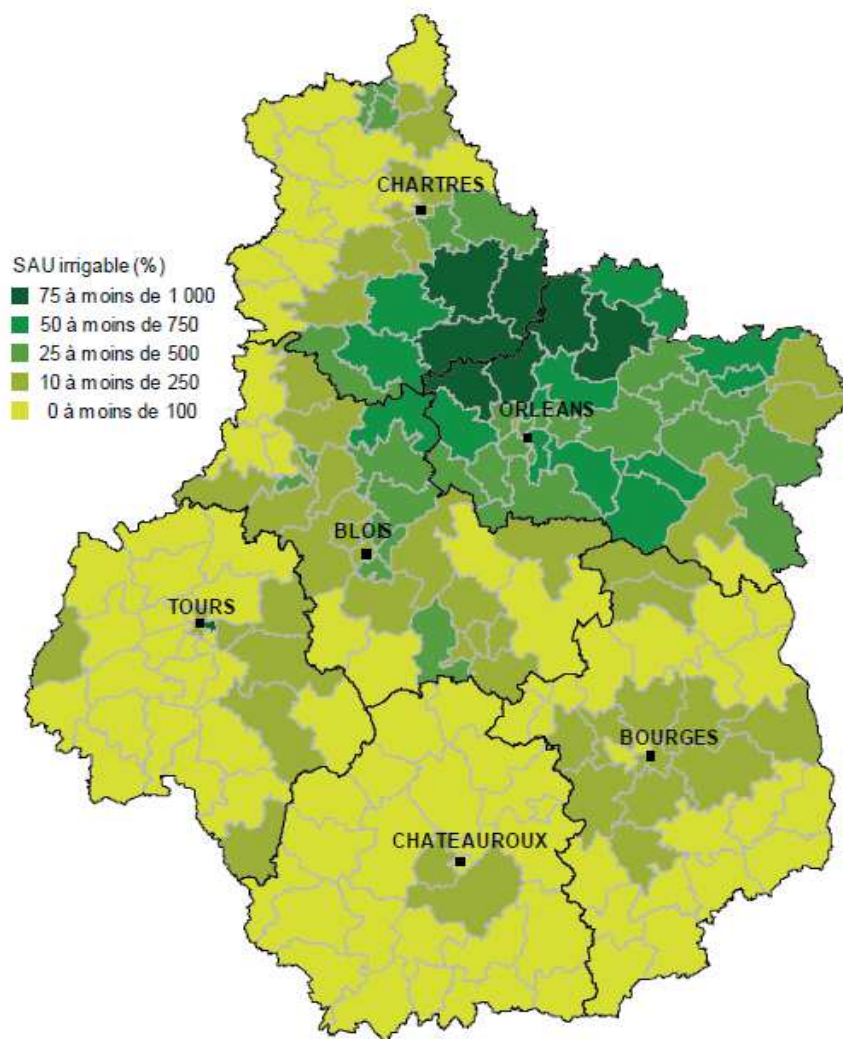 CHARTRES
SAU irrigable (%)
75 à moins de 1 000
50 à moins de 750
25 à moins de 500
10 à moins de 250
0 à moins de 100
ORLEANS
BLOIS
TOURS
BOURGES
CHATEAUROUX